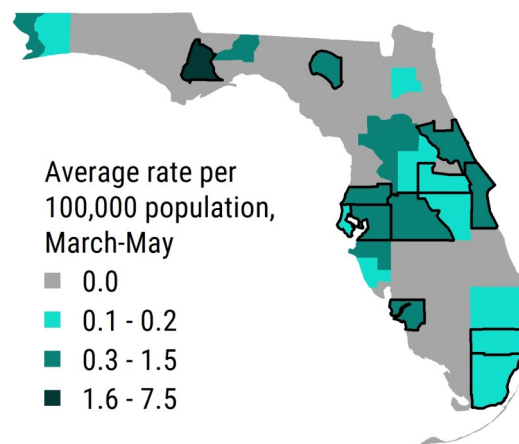 Average rate per
100,000 population,
March-May
0.0
0.1 - 0.2
0.3 - 1.5
1.6 - 7.5